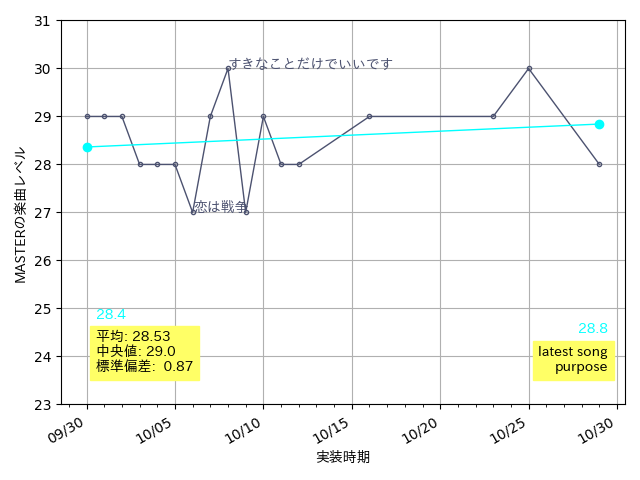 31
30
29
28
27
26
25
24
23
MASTERの楽曲レベル
すきなことだけでいいです
恋は戦争
28.4
平均: 28.53
中央値: 29.0
標準偏差: 0.87
28.8
latest song
purpose
09/30
10/05
10/10
10/15
10/20
10/25
10/30
実装時期